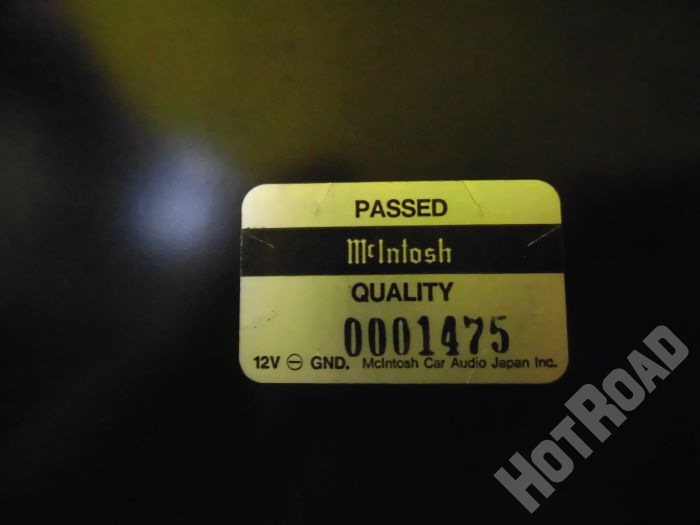 PASSED
McIntosh
QUALITY
0001475
12V ⊖ GND. McIntosh Car Audio Japan Inc.
HOTROAD